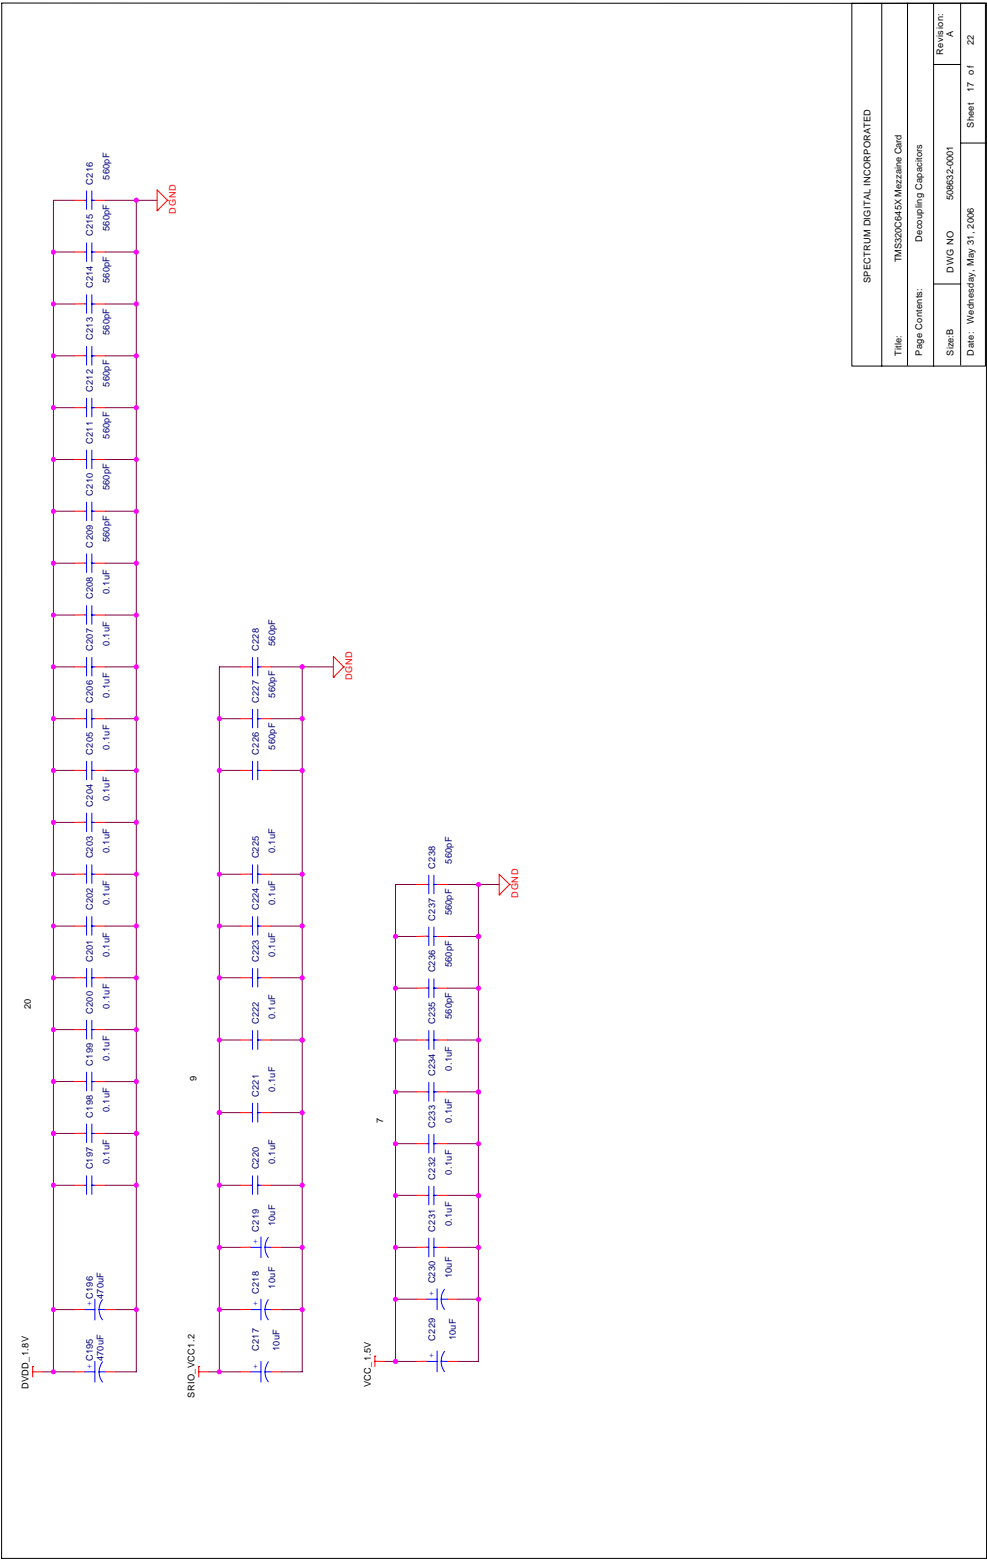 DVDD_1.8V
20
C195 470uF
C196 470uF
C197 0.1uF
C198 0.1uF
C199 0.1uF
C200 0.1uF
C201 0.1uF
C202 0.1uF
C203 0.1uF
C204 0.1uF
C205 0.1uF
C206 0.1uF
C207 0.1uF
C208 0.1uF
C209 560pF
C210 560pF
C211 560pF
C212 560pF
C213 560pF
C214 560pF
C215 560pF
C216 560pF
DGND
SRIO_VCC1.2
9
C217 10uF
C218 10uF
C219 10uF
C220 0.1uF
C221 0.1uF
C222 0.1uF
C223 0.1uF
C224 0.1uF
C225 0.1uF
C226 560pF
C227 560pF
C228 560pF
DGND
VCC_1.5V
7
C229 10uF
C230 10uF
C231 0.1uF
C232 0.1uF
C233 0.1uF
C234 0.1uF
C235 560pF
C236 560pF
C237 560pF
C238 560pF
DGND
SPECTRUM DIGITAL INCORPORATED
Title: TMS320C645X Mezzaine Card
Page Contents: Decoupling Capacitors
Size:B DWG NO 508632-0001 Revision: A
Date: Wednesday, May 31, 2006 Sheet 17 of 22